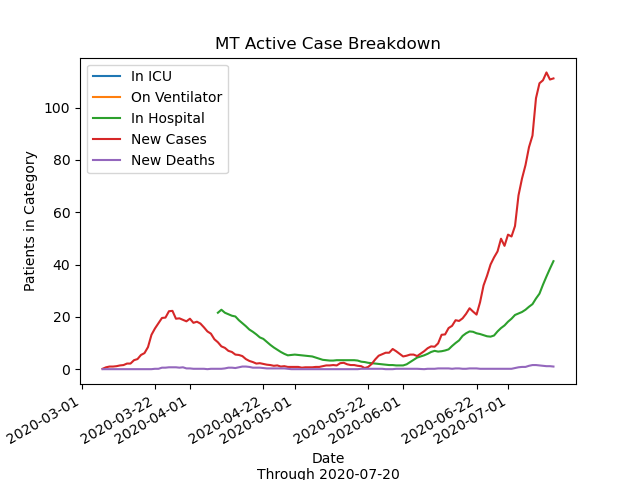 MT Active Case Breakdown
In ICU
On Ventilator
In Hospital
New Cases
New Deaths
Patients in Category
100
80
60
40
20
0
2020-03-01
2020-03-22
2020-04-01
2020-04-22
2020-05-01
2020-05-22
2020-06-01
2020-06-22
2020-07-01
Date
Through 2020-07-20